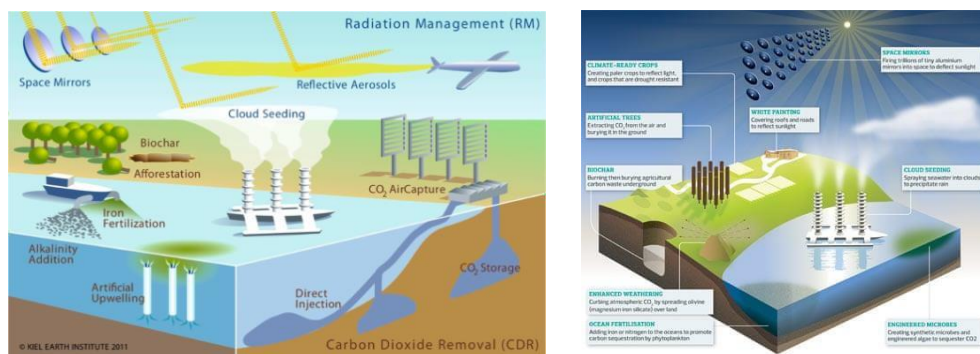 Radiation Management (RM)
Space Mirrors
Reflective Aerosols
Cloud Seeding
Biochar
Afforestation
CO₂ AirCapture
Iron
Fertilization
Alkalinity
Addition
CO₂ Storage
Artificial
Upwelling
Direct
Injection
© KIEL EARTH INSTITUTE 2011
Carbon Dioxide Removal (CDR)
SPACE MIRRORS
Firing trillions of tiny aluminium
mirrors into space to deflect sunlight
CLIMATE-READY CROPS
Creating paler crops to reflect light,
and crops that are drought resistant
WHITE PAINTING
Covering roofs and roads
to reflect sunlight
ARTIFICIAL TREES
Extracting CO₂ from the air and
burying it in the ground
BIOCHAR
Burning then burying agricultural
carbon waste underground
CLOUD SEEDING
Spraying seawater into clouds
to precipitate rain
ENHANCED WEATHERING
Curbing atmospheric CO₂ by spreading olivine
(magnesium iron silicate) over land
OCEAN FERTILISATION
Adding iron or nitrogen to the oceans to promote
carbon sequestration by phytoplankton
ENGINEERED MICROBES
Creating synthetic microbes and
engineered algae to sequester CO2